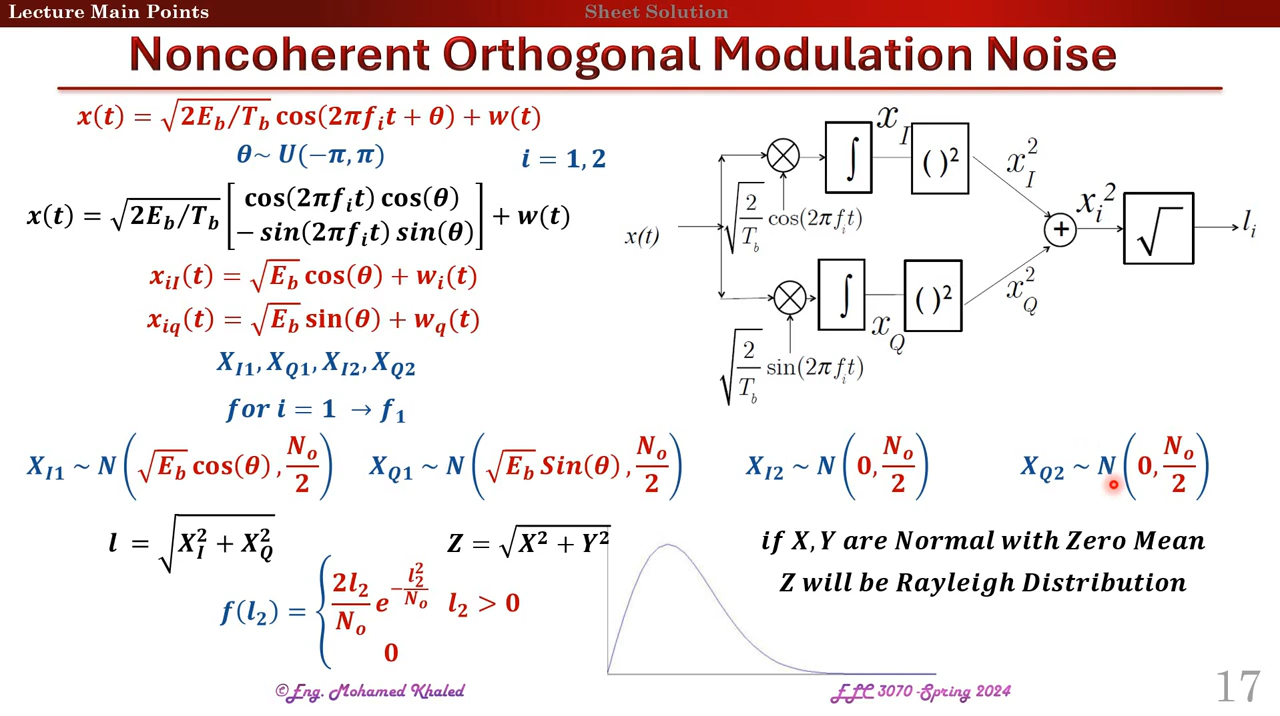 Lecture Main Points
Sheet Solution
Noncoherent Orthogonal Modulation Noise
x(t) = √2E_b/T_b cos(2πf_i t + θ) + w(t)
θ~ U(−π, π) i = 1, 2
x(t) = √2E_b/T_b [cos(2πf_i t) cos(θ)
− sin(2πf_i t) sin(θ)] + w(t)
x_iI(t) = √E_b cos(θ) + w_i(t)
x_iq(t) = √E_b sin(θ) + w_q(t)
X_I1, X_Q1, X_I2, X_Q2
for i = 1 → f_1
x(t)
√2/T_b cos(2πf_i t)
∫
x_I
( )²
x_I²
√2/T_b sin(2πf_i t)
∫
x_Q
( )²
x_Q²
+
x_i²
√
l_i
X_I1 ~ N(√E_b cos(θ), N_o/2) X_Q1 ~ N(√E_b Sin(θ), N_o/2) X_I2 ~ N(0, N_o/2) X_Q2 ~ N(0, N_o/2)
l = √X_I² + X_Q² Z = √X² + Y² if X, Y are Normal with Zero Mean
Z will be Rayleigh Distribution
f(l_2) = { 2l_2/N_o e^−l_2²/N_o l_2 > 0
0
©Eng. Mohamed Khaled
ELC 3070 -Spring 2024
17